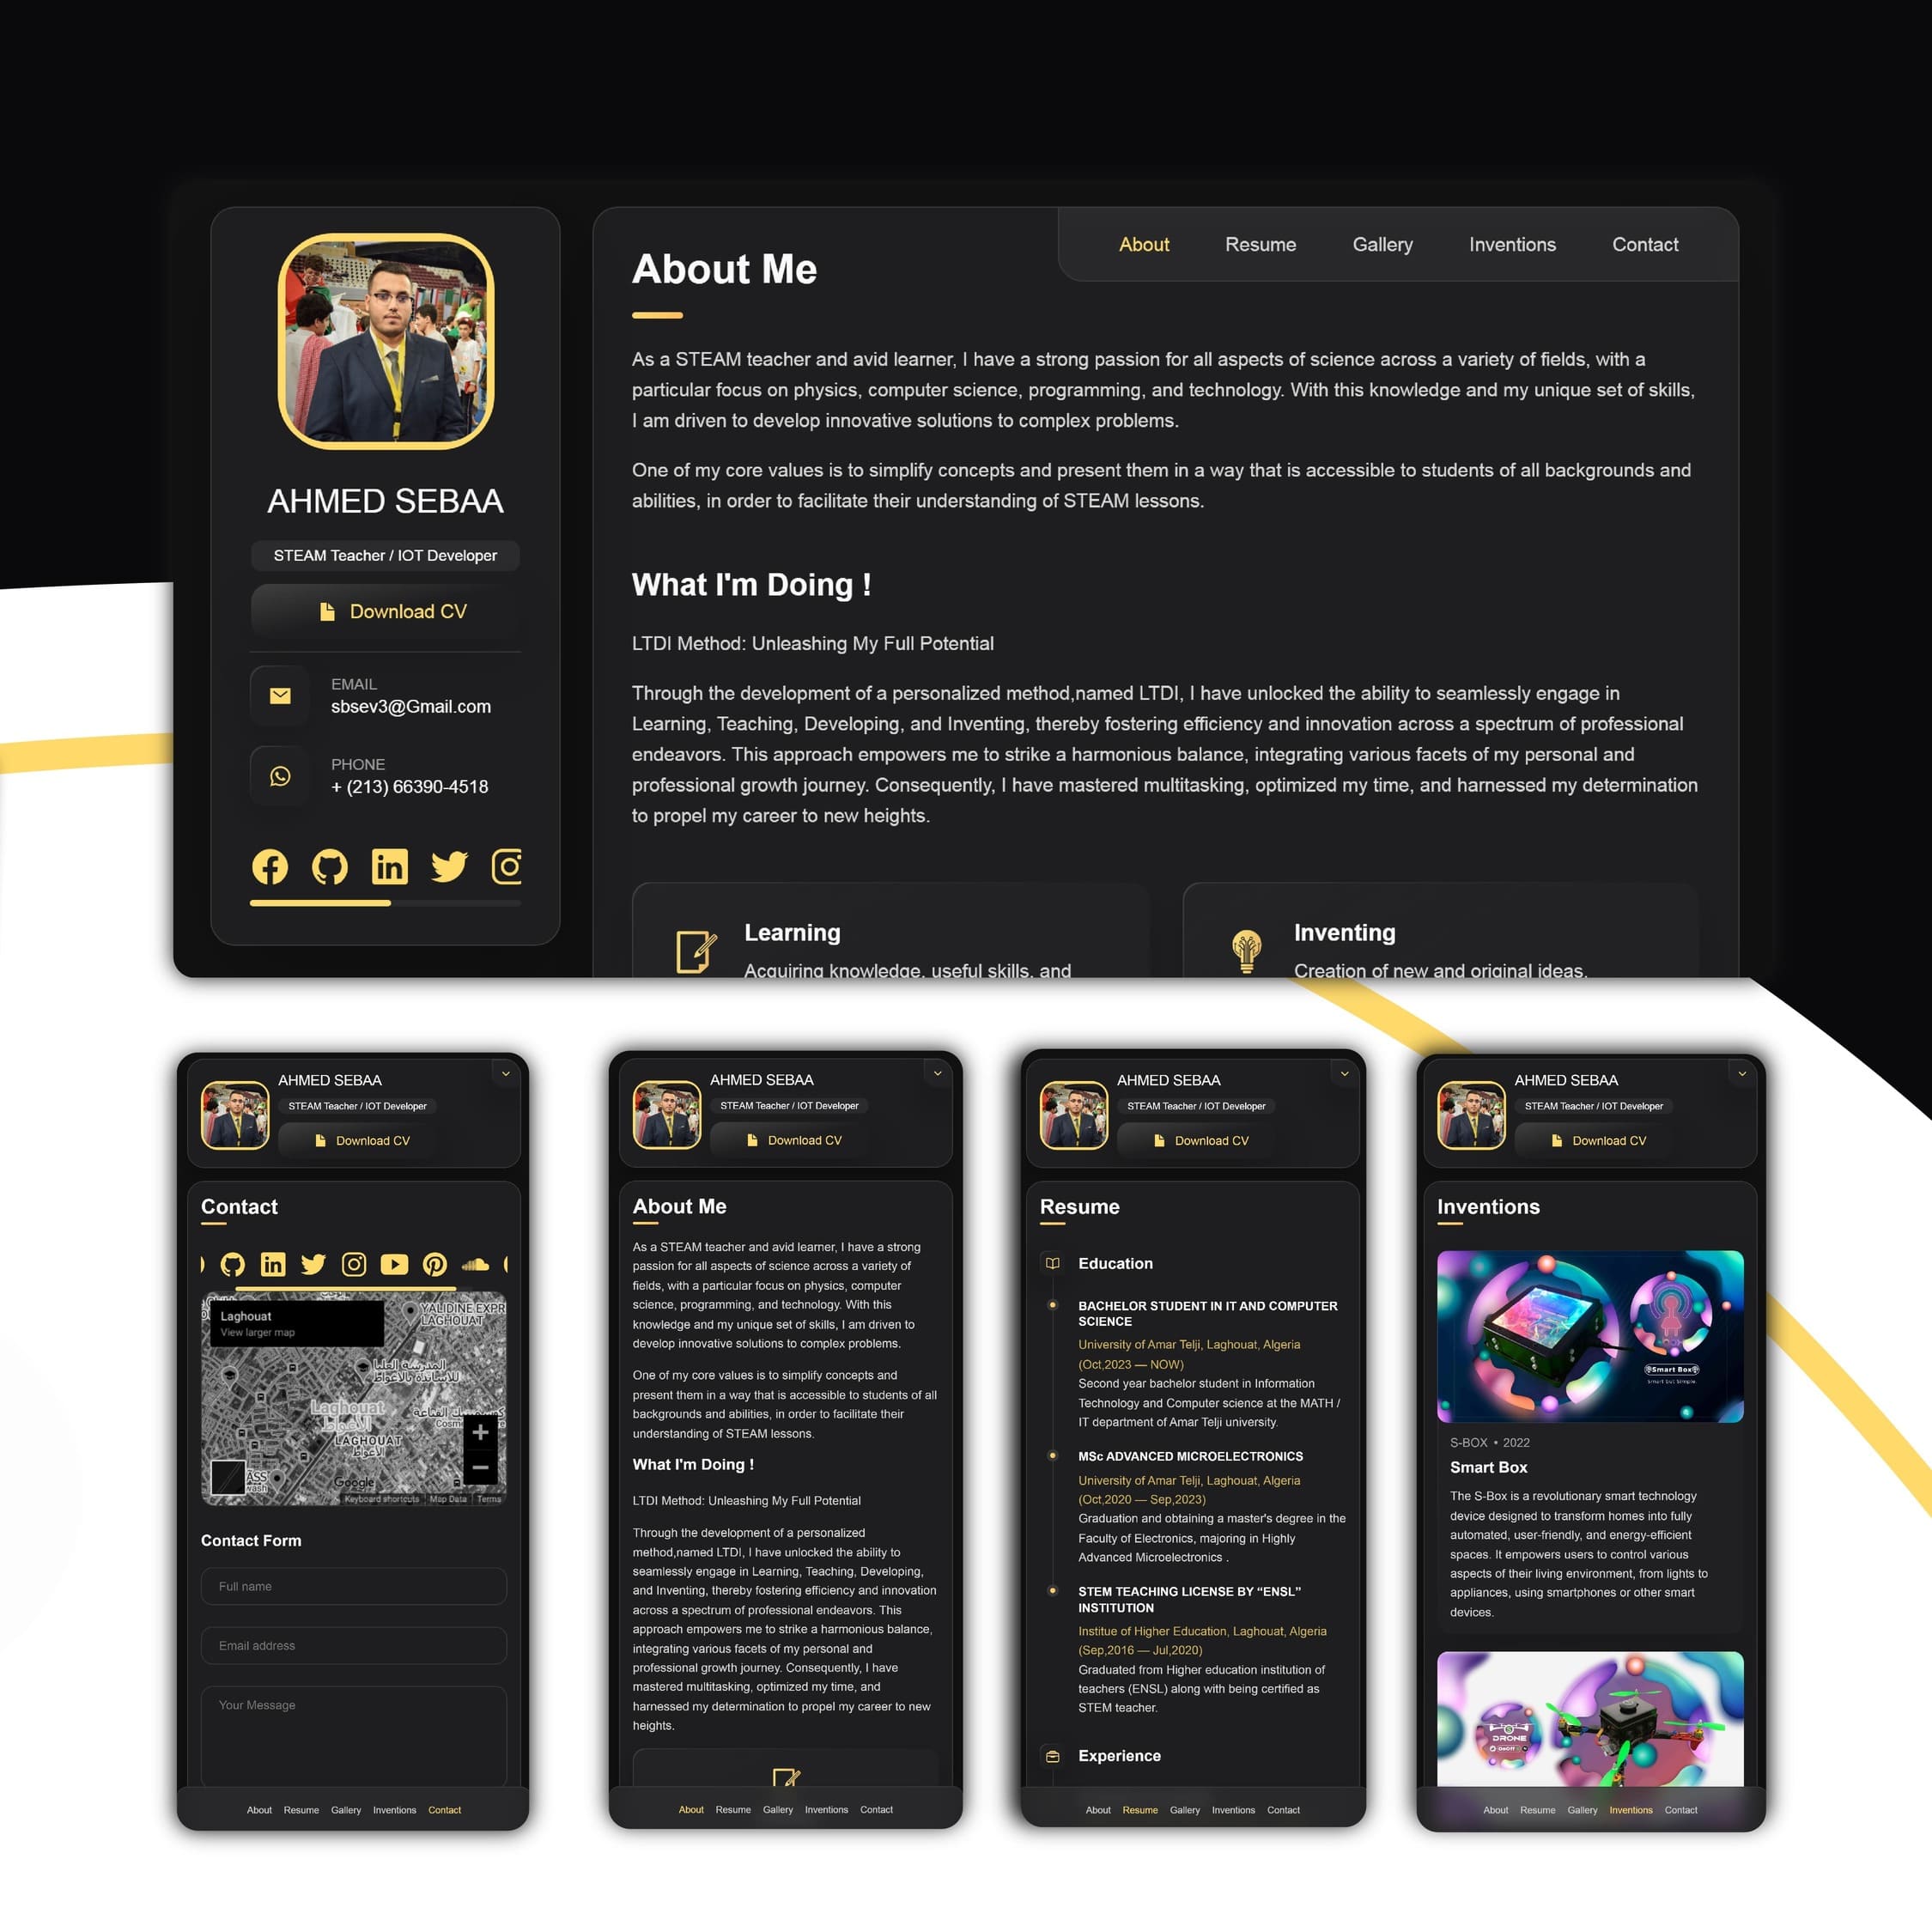 About
Resume
Gallery
Inventions
Contact
AHMED SEBAA
STEAM Teacher / IOT Developer
Download CV
EMAIL
sbsev3@Gmail.com
PHONE
+ (213) 66390-4518
About Me
As a STEAM teacher and avid learner, I have a strong passion for all aspects of science across a variety of fields, with a
particular focus on physics, computer science, programming, and technology. With this knowledge and my unique set of skills,
I am driven to develop innovative solutions to complex problems.
One of my core values is to simplify concepts and present them in a way that is accessible to students of all backgrounds and
abilities, in order to facilitate their understanding of STEAM lessons.
What I'm Doing !
LTDI Method: Unleashing My Full Potential
Through the development of a personalized method,named LTDI, I have unlocked the ability to seamlessly engage in
Learning, Teaching, Developing, and Inventing, thereby fostering efficiency and innovation across a spectrum of professional
endeavors. This approach empowers me to strike a harmonious balance, integrating various facets of my personal and
professional growth journey. Consequently, I have mastered multitasking, optimized my time, and harnessed my determination
to propel my career to new heights.
Learning
Acquiring knowledge, useful skills, and
Inventing
Creation of new and original ideas.
AHMED SEBAA
STEAM Teacher / IOT Developer
Download CV
Contact
Laghouat
View larger map
YALIDINE EXPR
LAGHOUAT
المدرسة العليا
للأساتذة بالأغواط
Laghouat
الأغواط
LAGHOUAT
الأغواط
Google
Keyboard shortcuts
Map Data
Terms
Contact Form
Full name
Email address
Your Message
About Resume Gallery Inventions Contact
AHMED SEBAA
STEAM Teacher / IOT Developer
Download CV
About Me
As a STEAM teacher and avid learner, I have a strong
passion for all aspects of science across a variety of
fields, with a particular focus on physics, computer
science, programming, and technology. With this
knowledge and my unique set of skills, I am driven to
develop innovative solutions to complex problems.
One of my core values is to simplify concepts and
present them in a way that is accessible to students of all
backgrounds and abilities, in order to facilitate their
understanding of STEAM lessons.
What I'm Doing !
LTDI Method: Unleashing My Full Potential
Through the development of a personalized
method,named LTDI, I have unlocked the ability to
seamlessly engage in Learning, Teaching, Developing,
and Inventing, thereby fostering efficiency and innovation
across a spectrum of professional endeavors. This
approach empowers me to strike a harmonious balance,
integrating various facets of my personal and
professional growth journey. Consequently, I have
mastered multitasking, optimized my time, and
harnessed my determination to propel my career to new
heights.
About Resume Gallery Inventions Contact
AHMED SEBAA
STEAM Teacher / IOT Developer
Download CV
Resume
Education
BACHELOR STUDENT IN IT AND COMPUTER
SCIENCE
University of Amar Telji, Laghouat, Algeria
(Oct,2023 — NOW)
Second year bachelor student in Information
Technology and Computer science at the MATH /
IT department of Amar Telji university.
MSc ADVANCED MICROELECTRONICS
University of Amar Telji, Laghouat, Algeria
(Oct,2020 — Sep,2023)
Graduation and obtaining a master's degree in the
Faculty of Electronics, majoring in Highly
Advanced Microelectronics .
STEM TEACHING LICENSE BY “ENSL”
INSTITUTION
Institue of Higher Education, Laghouat, Algeria
(Sep,2016 — Jul,2020)
Graduated from Higher education institution of
teachers (ENSL) along with being certified as
STEM teacher.
Experience
About Resume Gallery Inventions Contact
AHMED SEBAA
STEAM Teacher / IOT Developer
Download CV
Inventions
Smart Box
Smart but Simple.
S-BOX • 2022
Smart Box
The S-Box is a revolutionary smart technology
device designed to transform homes into fully
automated, user-friendly, and energy-efficient
spaces. It empowers users to control various
aspects of their living environment, from lights to
appliances, using smartphones or other smart
devices.
DRONE
About Resume Gallery Inventions Contact